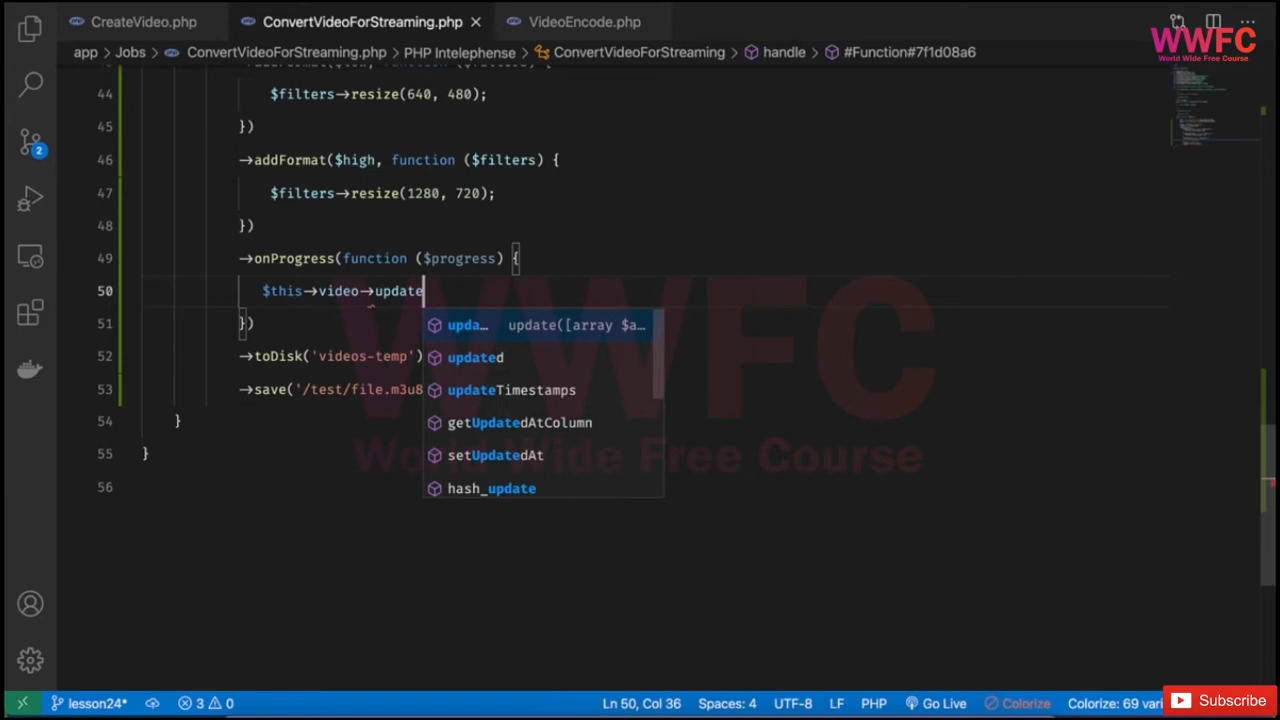 CreateVideo.php
ConvertVideoForStreaming.php
VideoEncode.php
WWFC
World Wide Free Course
app > Jobs > ConvertVideoForStreaming.php > PHP Intelephense > ConvertVideoForStreaming > handle > #Function#7f1d08a6
44 $filters->resize(640, 480);
45 })
46 ->addFormat($high, function ($filters) {
47 $filters->resize(1280, 720);
48 })
49 ->onProgress(function ($progress) {
50 $this->video->update
51 })
52 ->toDisk('videos-temp')
53 ->save('/test/file.m3u8
54 }
55 }
56
upda… update([array $a…
updated
updateTimestamps
getUpdatedAtColumn
setUpdatedAt
hash_update
WWFC
World Wide Free Course
2
lesson24* 3 0 Ln 50, Col 36 Spaces: 4 UTF-8 LF PHP Go Live Colorize Colorize: 69 vari
Subscribe